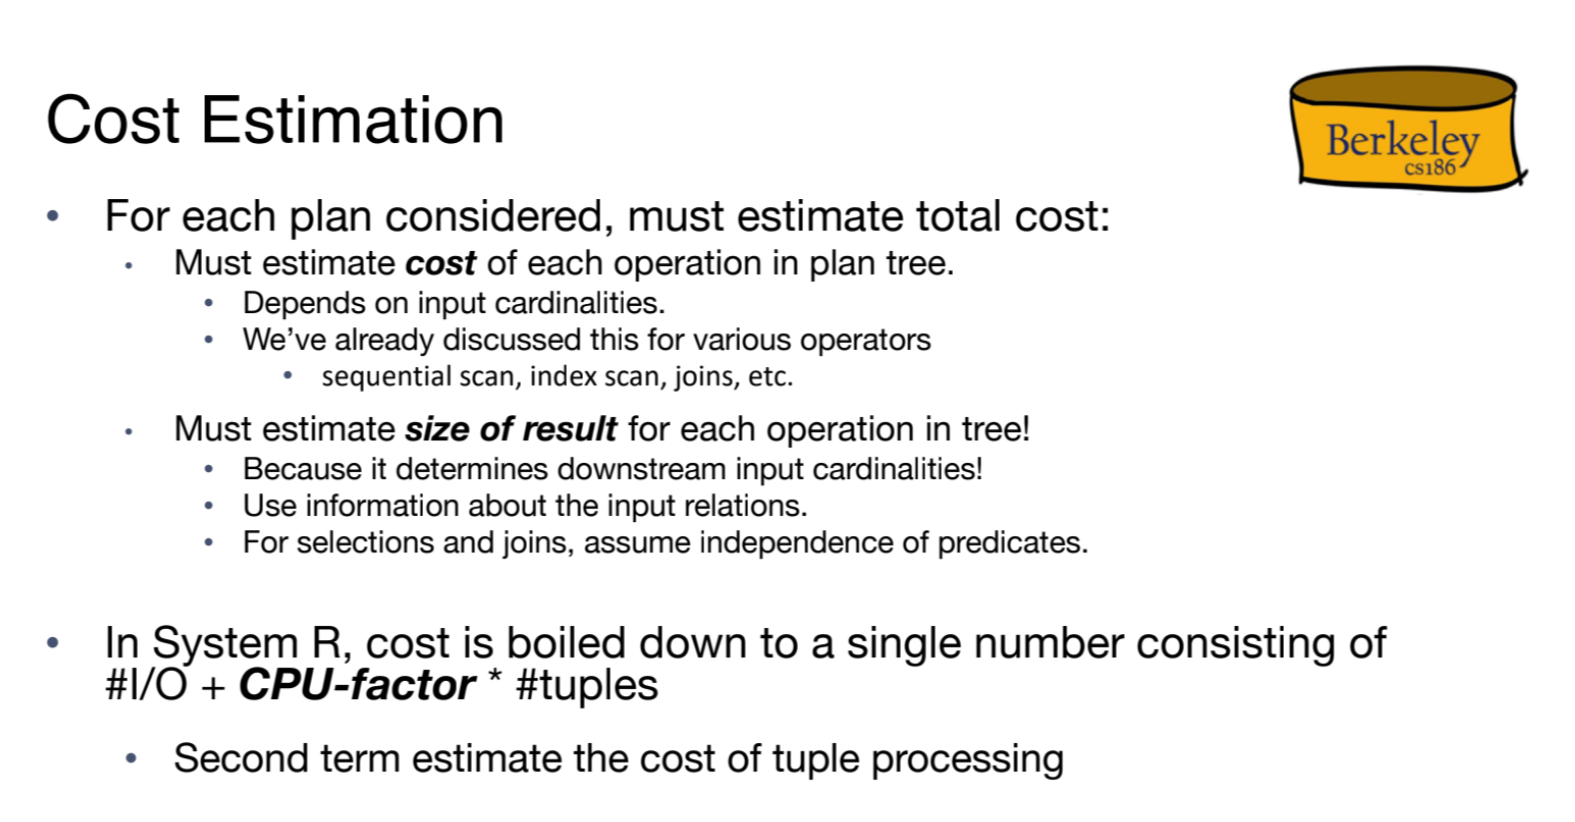 Cost Estimation
Berkeley
cs186
• For each plan considered, must estimate total cost:
• Must estimate cost of each operation in plan tree.
• Depends on input cardinalities.
• We’ve already discussed this for various operators
• sequential scan, index scan, joins, etc.
• Must estimate size of result for each operation in tree!
• Because it determines downstream input cardinalities!
• Use information about the input relations.
• For selections and joins, assume independence of predicates.
• In System R, cost is boiled down to a single number consisting of
#I/O + CPU-factor * #tuples
• Second term estimate the cost of tuple processing